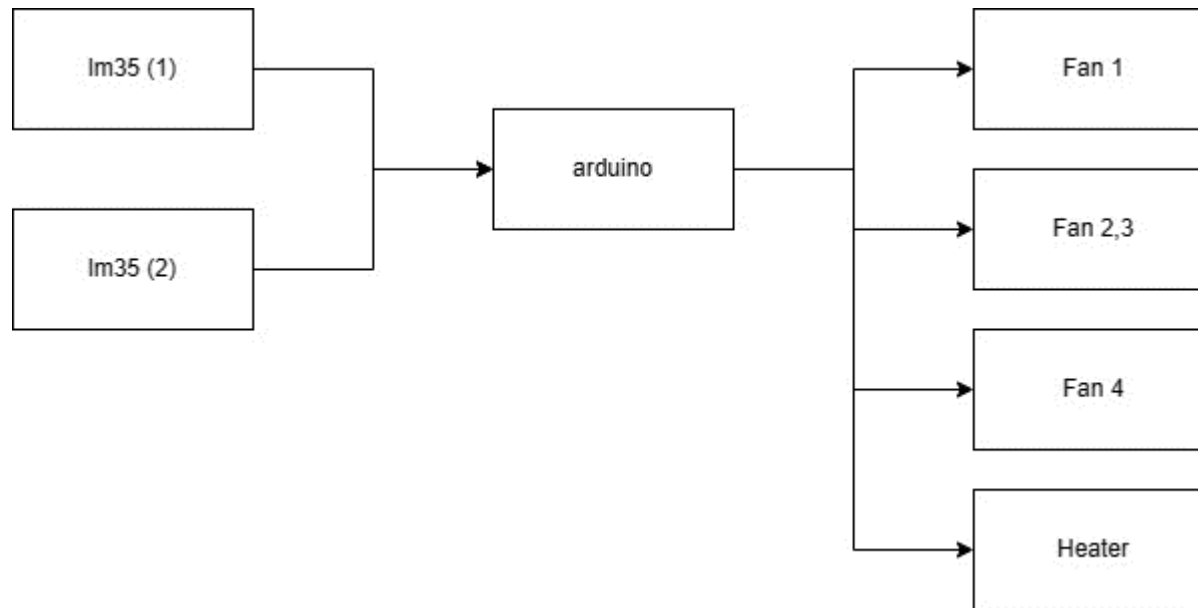 lm35 (1)
lm35 (2)
arduino
Fan 1
Fan 2,3
Fan 4
Heater